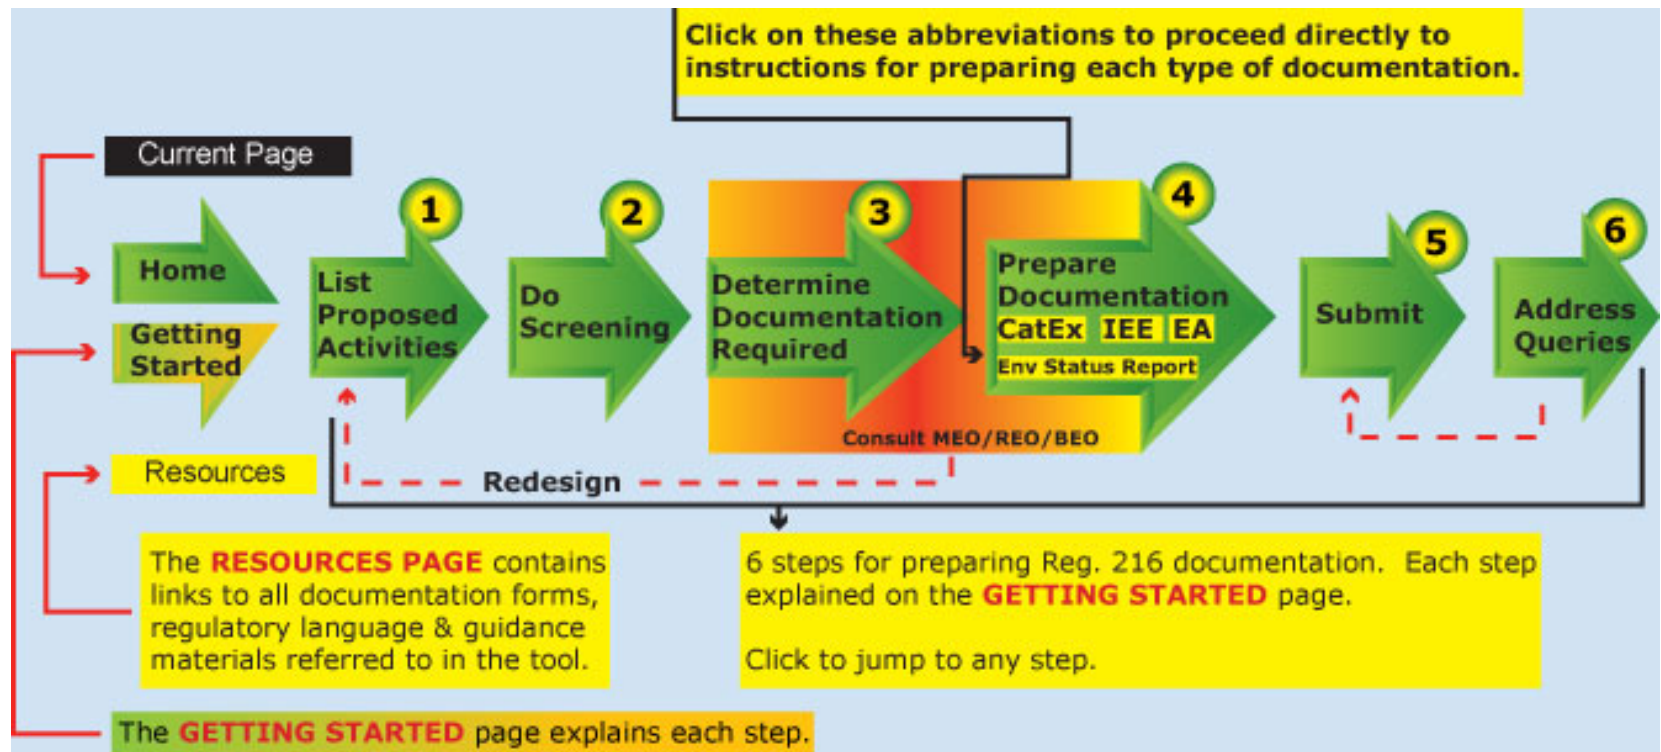 Click on these abbreviations to proceed directly to
instructions for preparing each type of documentation.
Current Page
Home
Getting
Started
Resources
1
List
Proposed
Activities
2
Do
Screening
3
Determine
Documentation
Required
4
Prepare
Documentation
CatEx IEE EA
Env Status Report
5
Submit
6
Address
Queries
Consult MEO/REO/BEO
Redesign
The RESOURCES PAGE contains
links to all documentation forms,
regulatory language & guidance
materials referred to in the tool.
6 steps for preparing Reg. 216 documentation. Each step
explained on the GETTING STARTED page.
Click to jump to any step.
The GETTING STARTED page explains each step.